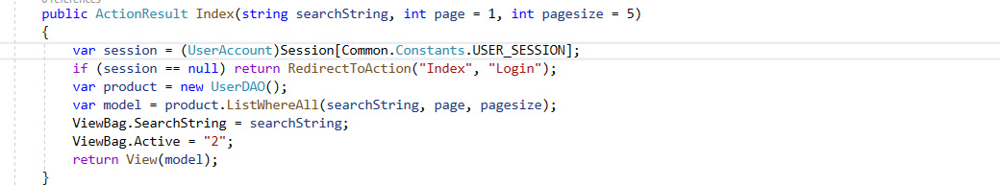 public ActionResult Index(string searchString, int page = 1, int pagesize = 5)
{
var session = (UserAccount)Session[Common.Constants.USER_SESSION];
if (session == null) return RedirectToAction("Index", "Login");
var product = new UserDAO();
var model = product.ListWhereAll(searchString, page, pagesize);
ViewBag.SearchString = searchString;
ViewBag.Active = "2";
return View(model);
}